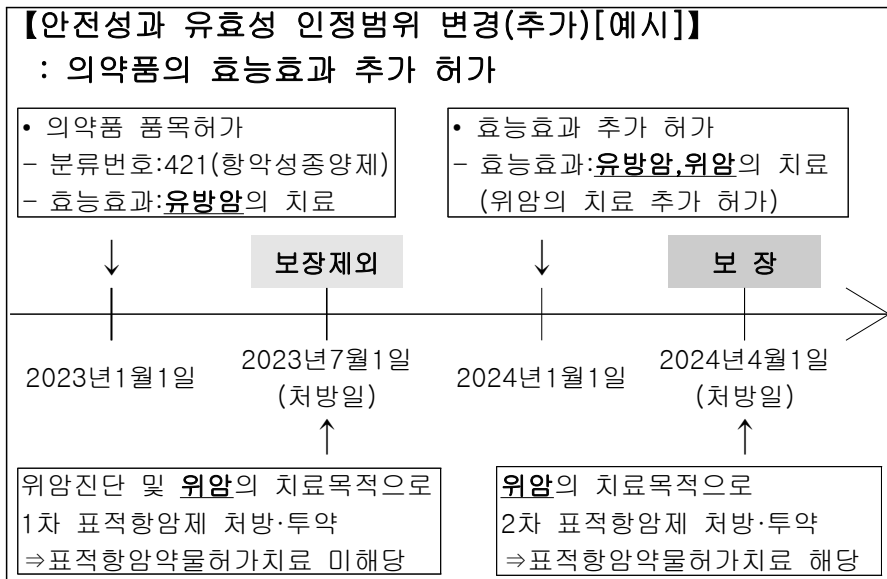 【안전성과 유효성 인정범위 변경(추가)[예시]】
: 의약품의 효능효과 추가 허가
• 의약품 품목허가
- 분류번호:421(항악성종양제)
- 효능효과:유방암의 치료
• 효능효과 추가 허가
- 효능효과:유방암,위암의 치료
(위암의 치료 추가 허가)
↓
보장제외
↓
보 장
2023년1월1일
2023년7월1일
(처방일)
2024년1월1일
2024년4월1일
(처방일)
↑
↑
위암진단 및 위암의 치료목적으로
1차 표적항암제 처방·투약
⇒표적항암약물허가치료 미해당
위암의 치료목적으로
2차 표적항암제 처방·투약
⇒표적항암약물허가치료 해당